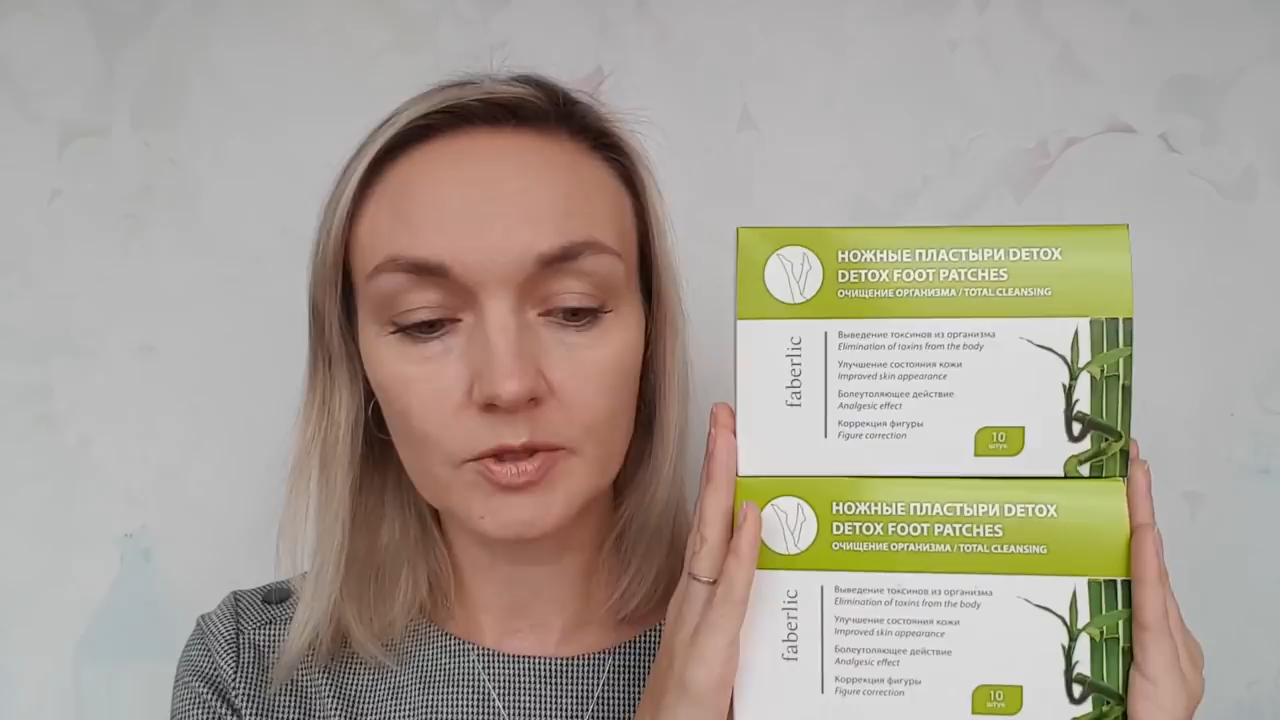 НОЖНЫЕ ПЛАСТЫРИ DETOX
DETOX FOOT PATCHES
ОЧИЩЕНИЕ ОРГАНИЗМА / TOTAL CLEANSING
faberlic
Выведение токсинов из организма
Elimination of toxins from the body
Улучшение состояния кожи
Improved skin appearance
Болеутоляющее действие
Analgesic effect
Коррекция фигуры
Figure correction
10
штук
НОЖНЫЕ ПЛАСТЫРИ DETOX
DETOX FOOT PATCHES
ОЧИЩЕНИЕ ОРГАНИЗМА / TOTAL CLEANSING
faberlic
Выведение токсинов из организма
Elimination of toxins from the body
Улучшение состояния кожи
Improved skin appearance
Болеутоляющее действие
Analgesic effect
Коррекция фигуры
Figure correction
10
штук